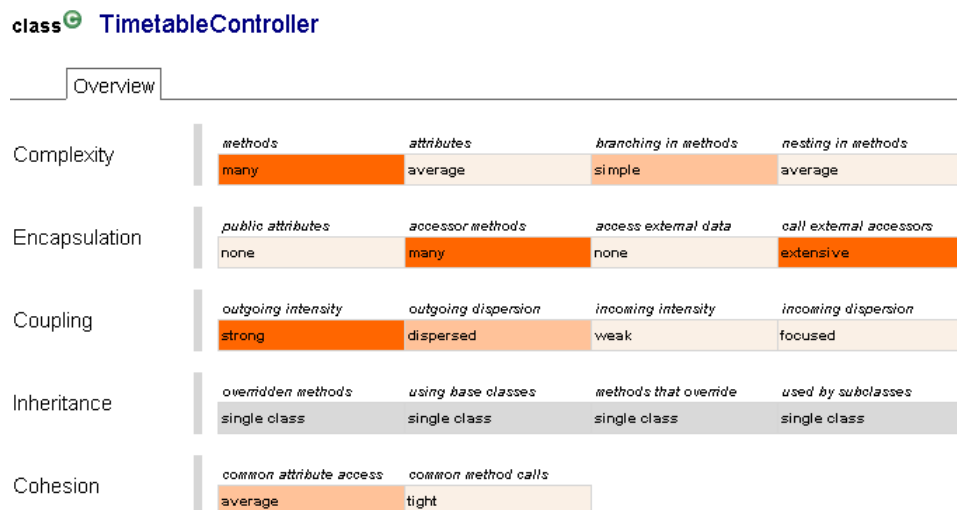 class C TimetableController
Overview
Complexity
methods attributes branching in methods nesting in methods
many average simple average
Encapsulation
public attributes accessor methods access external data call external accessors
none many none extensive
Coupling
outgoing intensity outgoing dispersion incoming intensity incoming dispersion
strong dispersed weak focused
Inheritance
overridden methods using base classes methods that override used by subclasses
single class single class single class single class
Cohesion
common attribute access common method calls
average tight